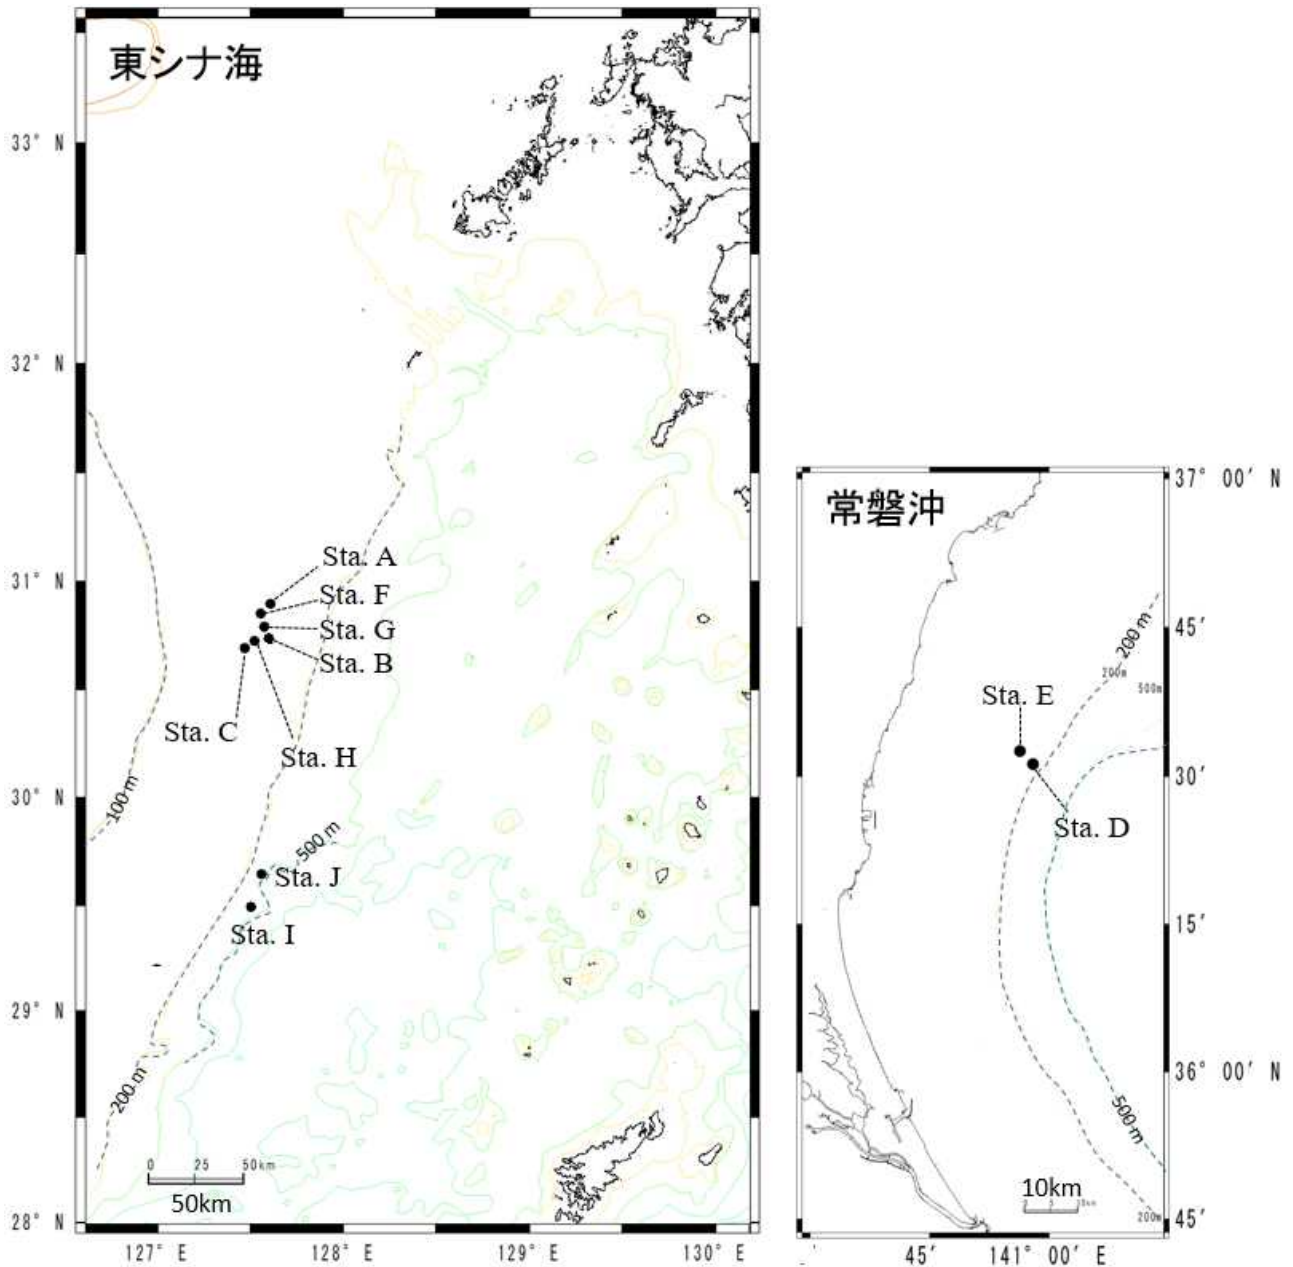 東シナ海
33° N
32° N
31° N
30° N
29° N
28° N
127° E
128° E
129° E
130° E
Sta. A
Sta. F
Sta. G
Sta. B
Sta. C
Sta. H
100 m
500 m
Sta. J
Sta. I
200 m
0 25 50km
50km
常磐沖
37° 00′ N
45′
30′
15′
36° 00′ N
45′
200 m
200m
500m
Sta. E
Sta. D
500 m
10km
200m
45′
141° 00′ E